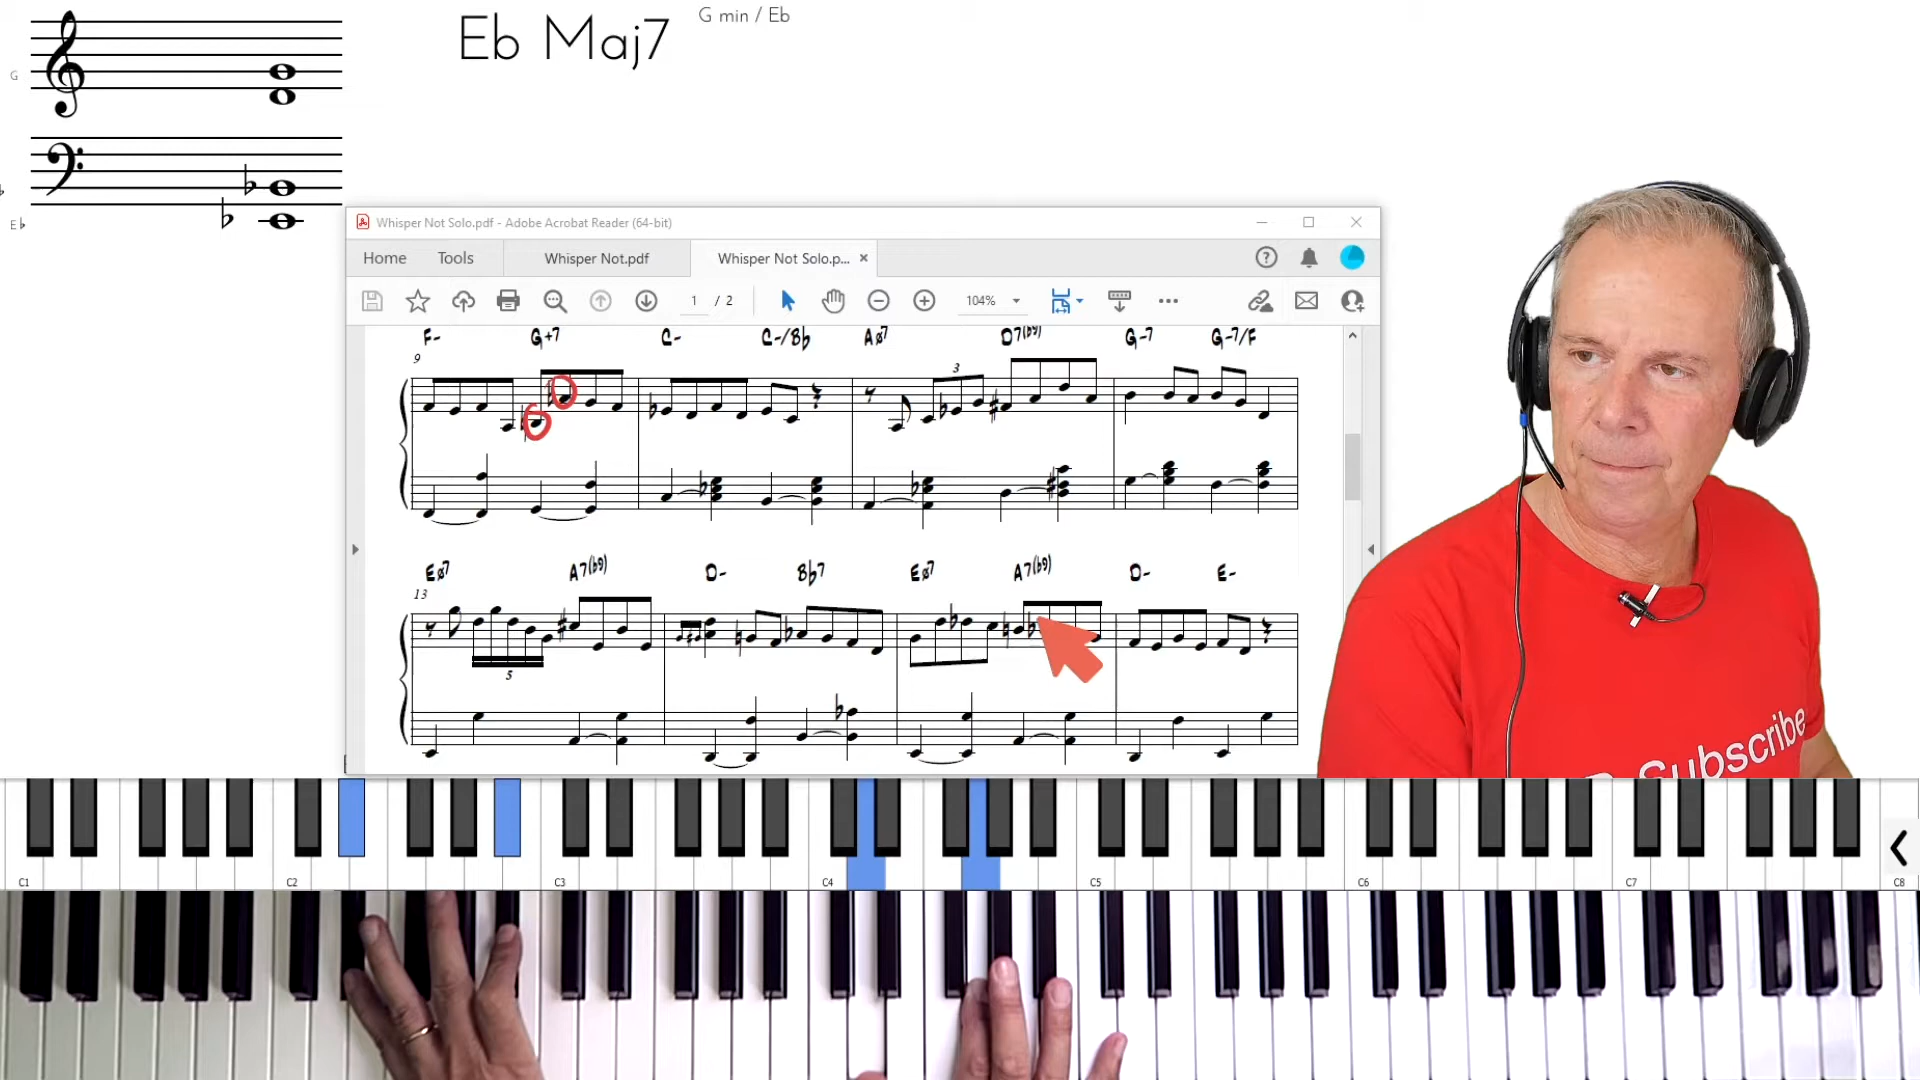 Eb Maj7
G min / Eb
G
E♭
Whisper Not Solo.pdf - Adobe Acrobat Reader (64-bit)
Home Tools Whisper Not.pdf Whisper Not Solo.p...
1 / 2 104%
F- G+7 C- C-/Bb Aø7 D7(b9) G-7 G-7/F
9
3
Eø7 A7(b9) D- Bb7 Eø7 A7(b9) D- E-
13
5
Subscribe
C1 C2 C3 C4 C5 C6 C7 C8